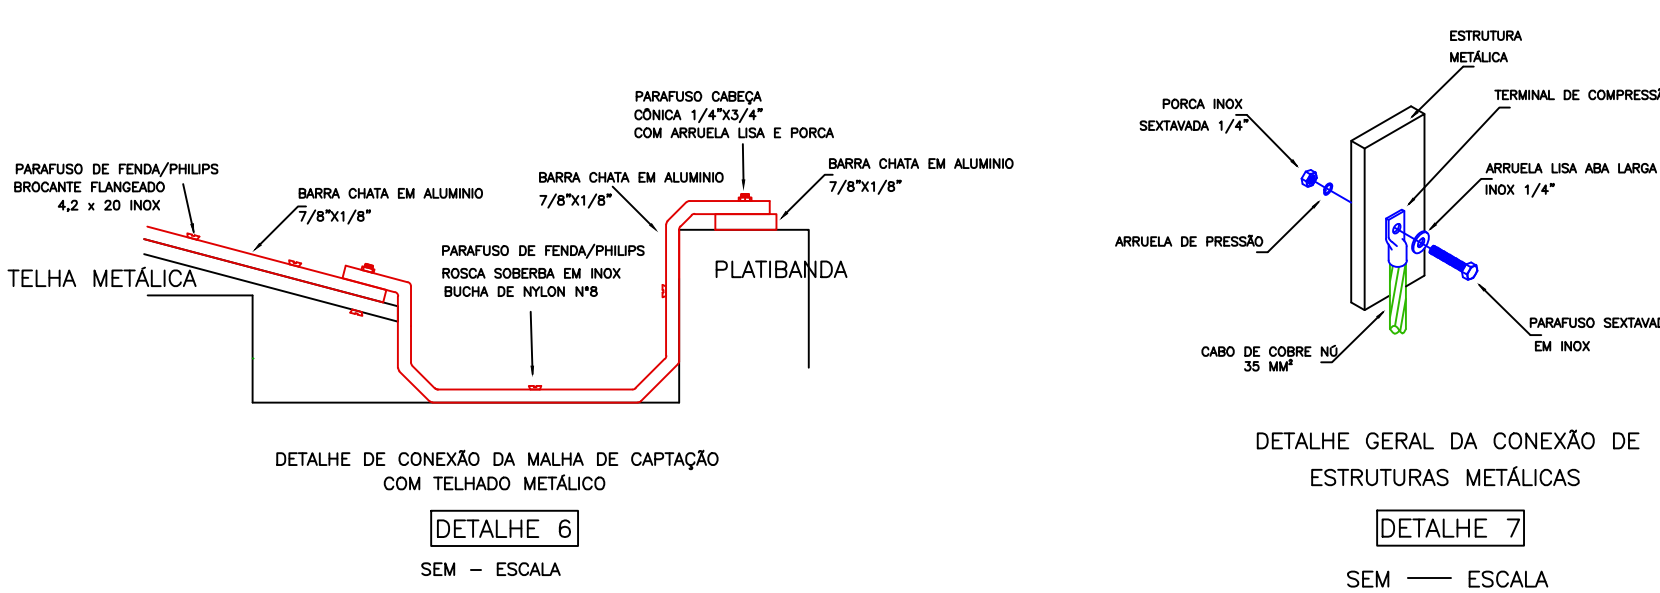 PARAFUSO CABEÇA
CÔNICA 1/4"X3/4"
COM ARRUELA LISA E PORCA
PARAFUSO DE FENDA/PHILIPS
BROCANTE FLANGEADO
4,2 x 20 INOX
BARRA CHATA EM ALUMINIO
7/8"X1/8"
BARRA CHATA EM ALUMINIO
7/8"X1/8"
BARRA CHATA EM ALUMINIO
7/8"X1/8"
PARAFUSO DE FENDA/PHILIPS
ROSCA SOBERBA EM INOX
BUCHA DE NYLON N°8
TELHA METÁLICA
PLATIBANDA
DETALHE DE CONEXÃO DA MALHA DE CAPTAÇÃO
COM TELHADO METÁLICO
DETALHE 6
SEM - ESCALA
ESTRUTURA
METÁLICA
PORCA INOX
SEXTAVADA 1/4"
TERMINAL DE COMPRESSÃ
ARRUELA LISA ABA LARGA
INOX 1/4"
ARRUELA DE PRESSÃO
PARAFUSO SEXTAVAD
EM INOX
CABO DE COBRE NÚ
35 MM²
DETALHE GERAL DA CONEXÃO DE
ESTRUTURAS METÁLICAS
DETALHE 7
SEM — ESCALA